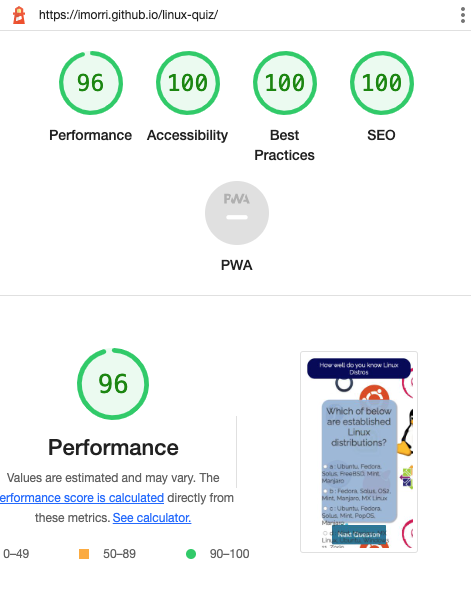 https://imorri.github.io/linux-quiz/
96
100
100
100
Performance
Accessibility
Best
Practices
SEO
PWA
PWA
96
Performance
Values are estimated and may vary. The
erformance score is calculated directly from
these metrics. See calculator.
0–49
50–89
90–100
How well do you know Linux
Distros
Which of below
are established
Linux
distributions?
a : Ubuntu, Fedora,
Solus, FreeBSD, Mint,
Manjaro
b : Fedora, Solus, OS2,
Mint, Manjaro, MX Linux
c : Ubuntu, Fedora,
Solus, Mint, PopOS,
Manjaro
Next Question